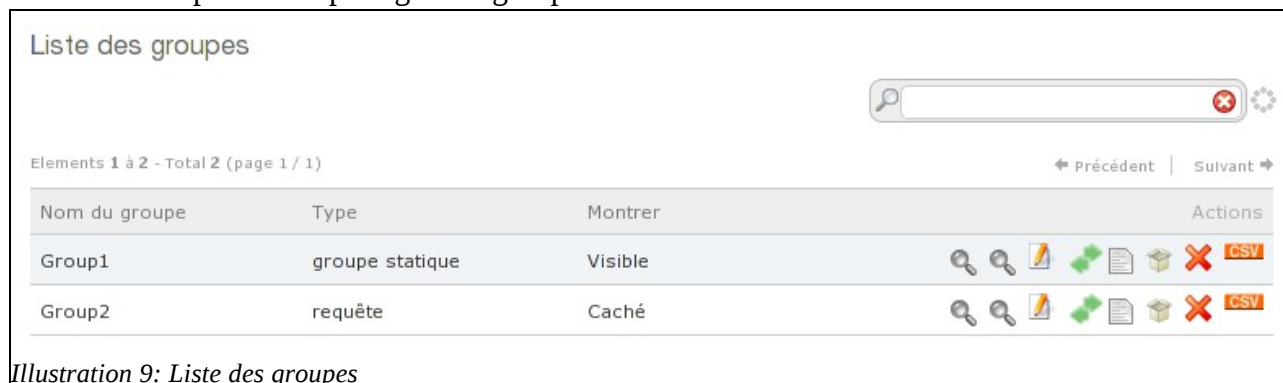 Liste des groupes
Elements 1 à 2 - Total 2 (page 1 / 1)
Précédent | Suivant
Nom du groupe Type Montrer Actions
Group1 groupe statique Visible CSV
Group2 requête Caché CSV
Illustration 9: Liste des groupes